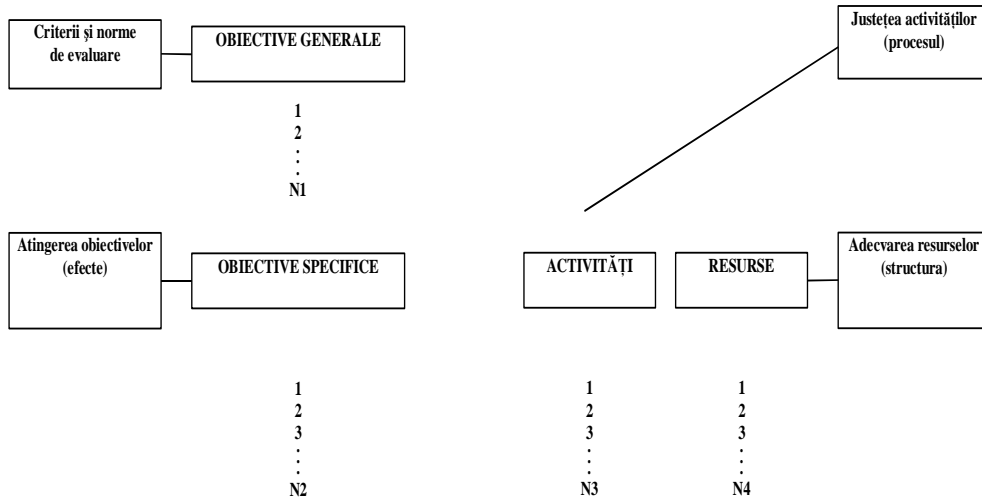 Criterii și norme
de evaluare
OBIECTIVE GENERALE
Justețea activităților
(procesul)
1
2
.
.
.
N1
Atingerea obiectivelor
(efecte)
OBIECTIVE SPECIFICE
ACTIVITĂȚI
RESURSE
Adecvarea resurselor
(structura)
1
2
3
.
.
.
N2
1
2
3
.
.
.
N3
1
2
3
.
.
.
N4